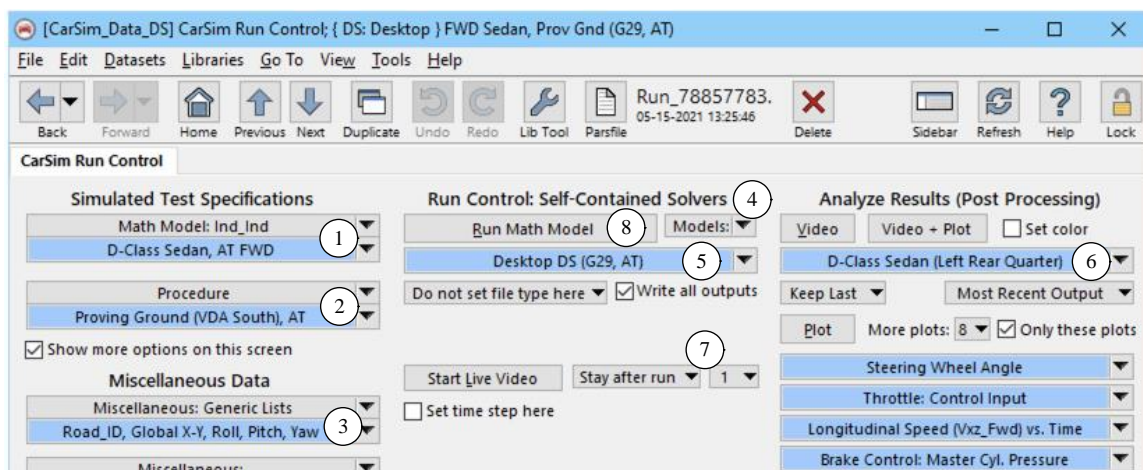 [CarSim_Data_DS] CarSim Run Control; { DS: Desktop } FWD Sedan, Prov Gnd (G29, AT)
File Edit Datasets Libraries Go To View Tools Help
Back Forward Home Previous Next Duplicate Undo Redo Lib Tool Parsfile
Run_78857783.
05-15-2021 13:25:46
Delete Sidebar Refresh Help Lock
CarSim Run Control
Simulated Test Specifications
Math Model: Ind_Ind
1
D-Class Sedan, AT FWD
Procedure
2
Proving Ground (VDA South), AT
Show more options on this screen
Miscellaneous Data
Miscellaneous: Generic Lists
Road_ID, Global X-Y, Roll, Pitch, Yaw
3
Miscellaneous:
Run Control: Self-Contained Solvers
4
Run Math Model
8
Models:
Desktop DS (G29, AT)
5
Do not set file type here
Write all outputs
7
Start Live Video
Stay after run
1
Set time step here
Analyze Results (Post Processing)
Video
Video + Plot
Set color
D-Class Sedan (Left Rear Quarter)
6
Keep Last
Most Recent Output
Plot
More plots: 8
Only these plots
Steering Wheel Angle
Throttle: Control Input
Longitudinal Speed (Vxz_Fwd) vs. Time
Brake Control: Master Cyl. Pressure